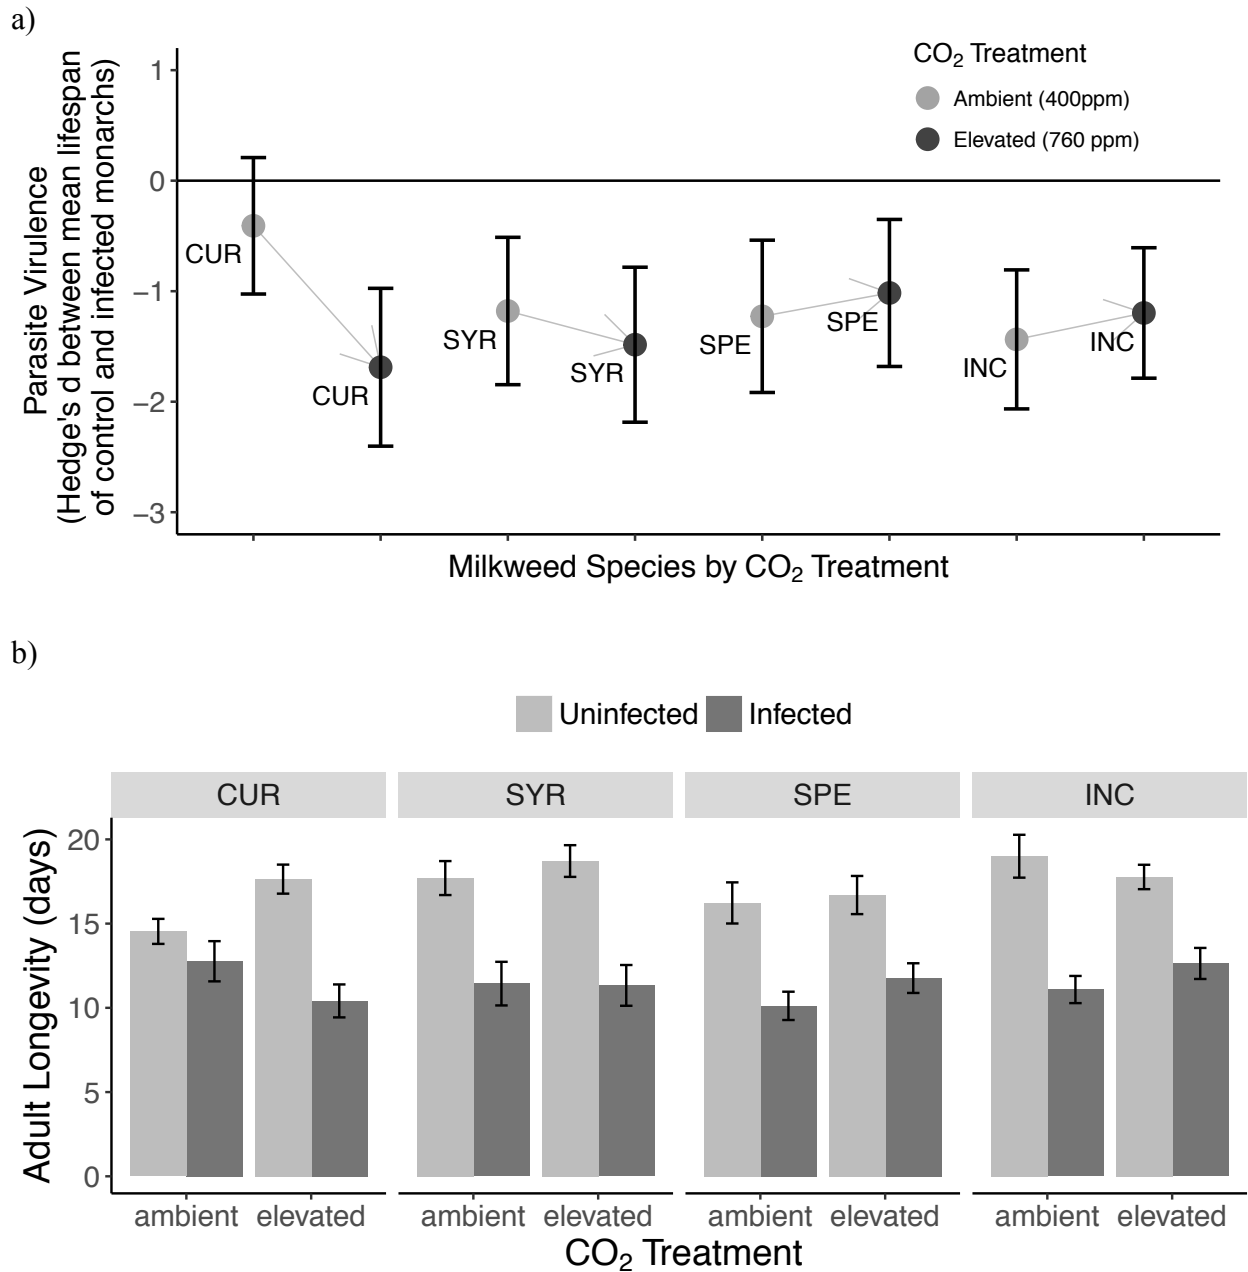 a)
Parasite Virulence
(Hedge's d between mean lifespan
of control and infected monarchs)
1
0
−1
−2
−3
CO₂ Treatment
Ambient (400ppm)
Elevated (760 ppm)
CUR
CUR
SYR
SYR
SPE
SPE
INC
INC
Milkweed Species by CO₂ Treatment
b)
Uninfected Infected
CUR SYR SPE INC
Adult Longevity (days)
20
15
10
5
0
ambient elevated ambient elevated ambient elevated ambient elevated
CO₂ Treatment